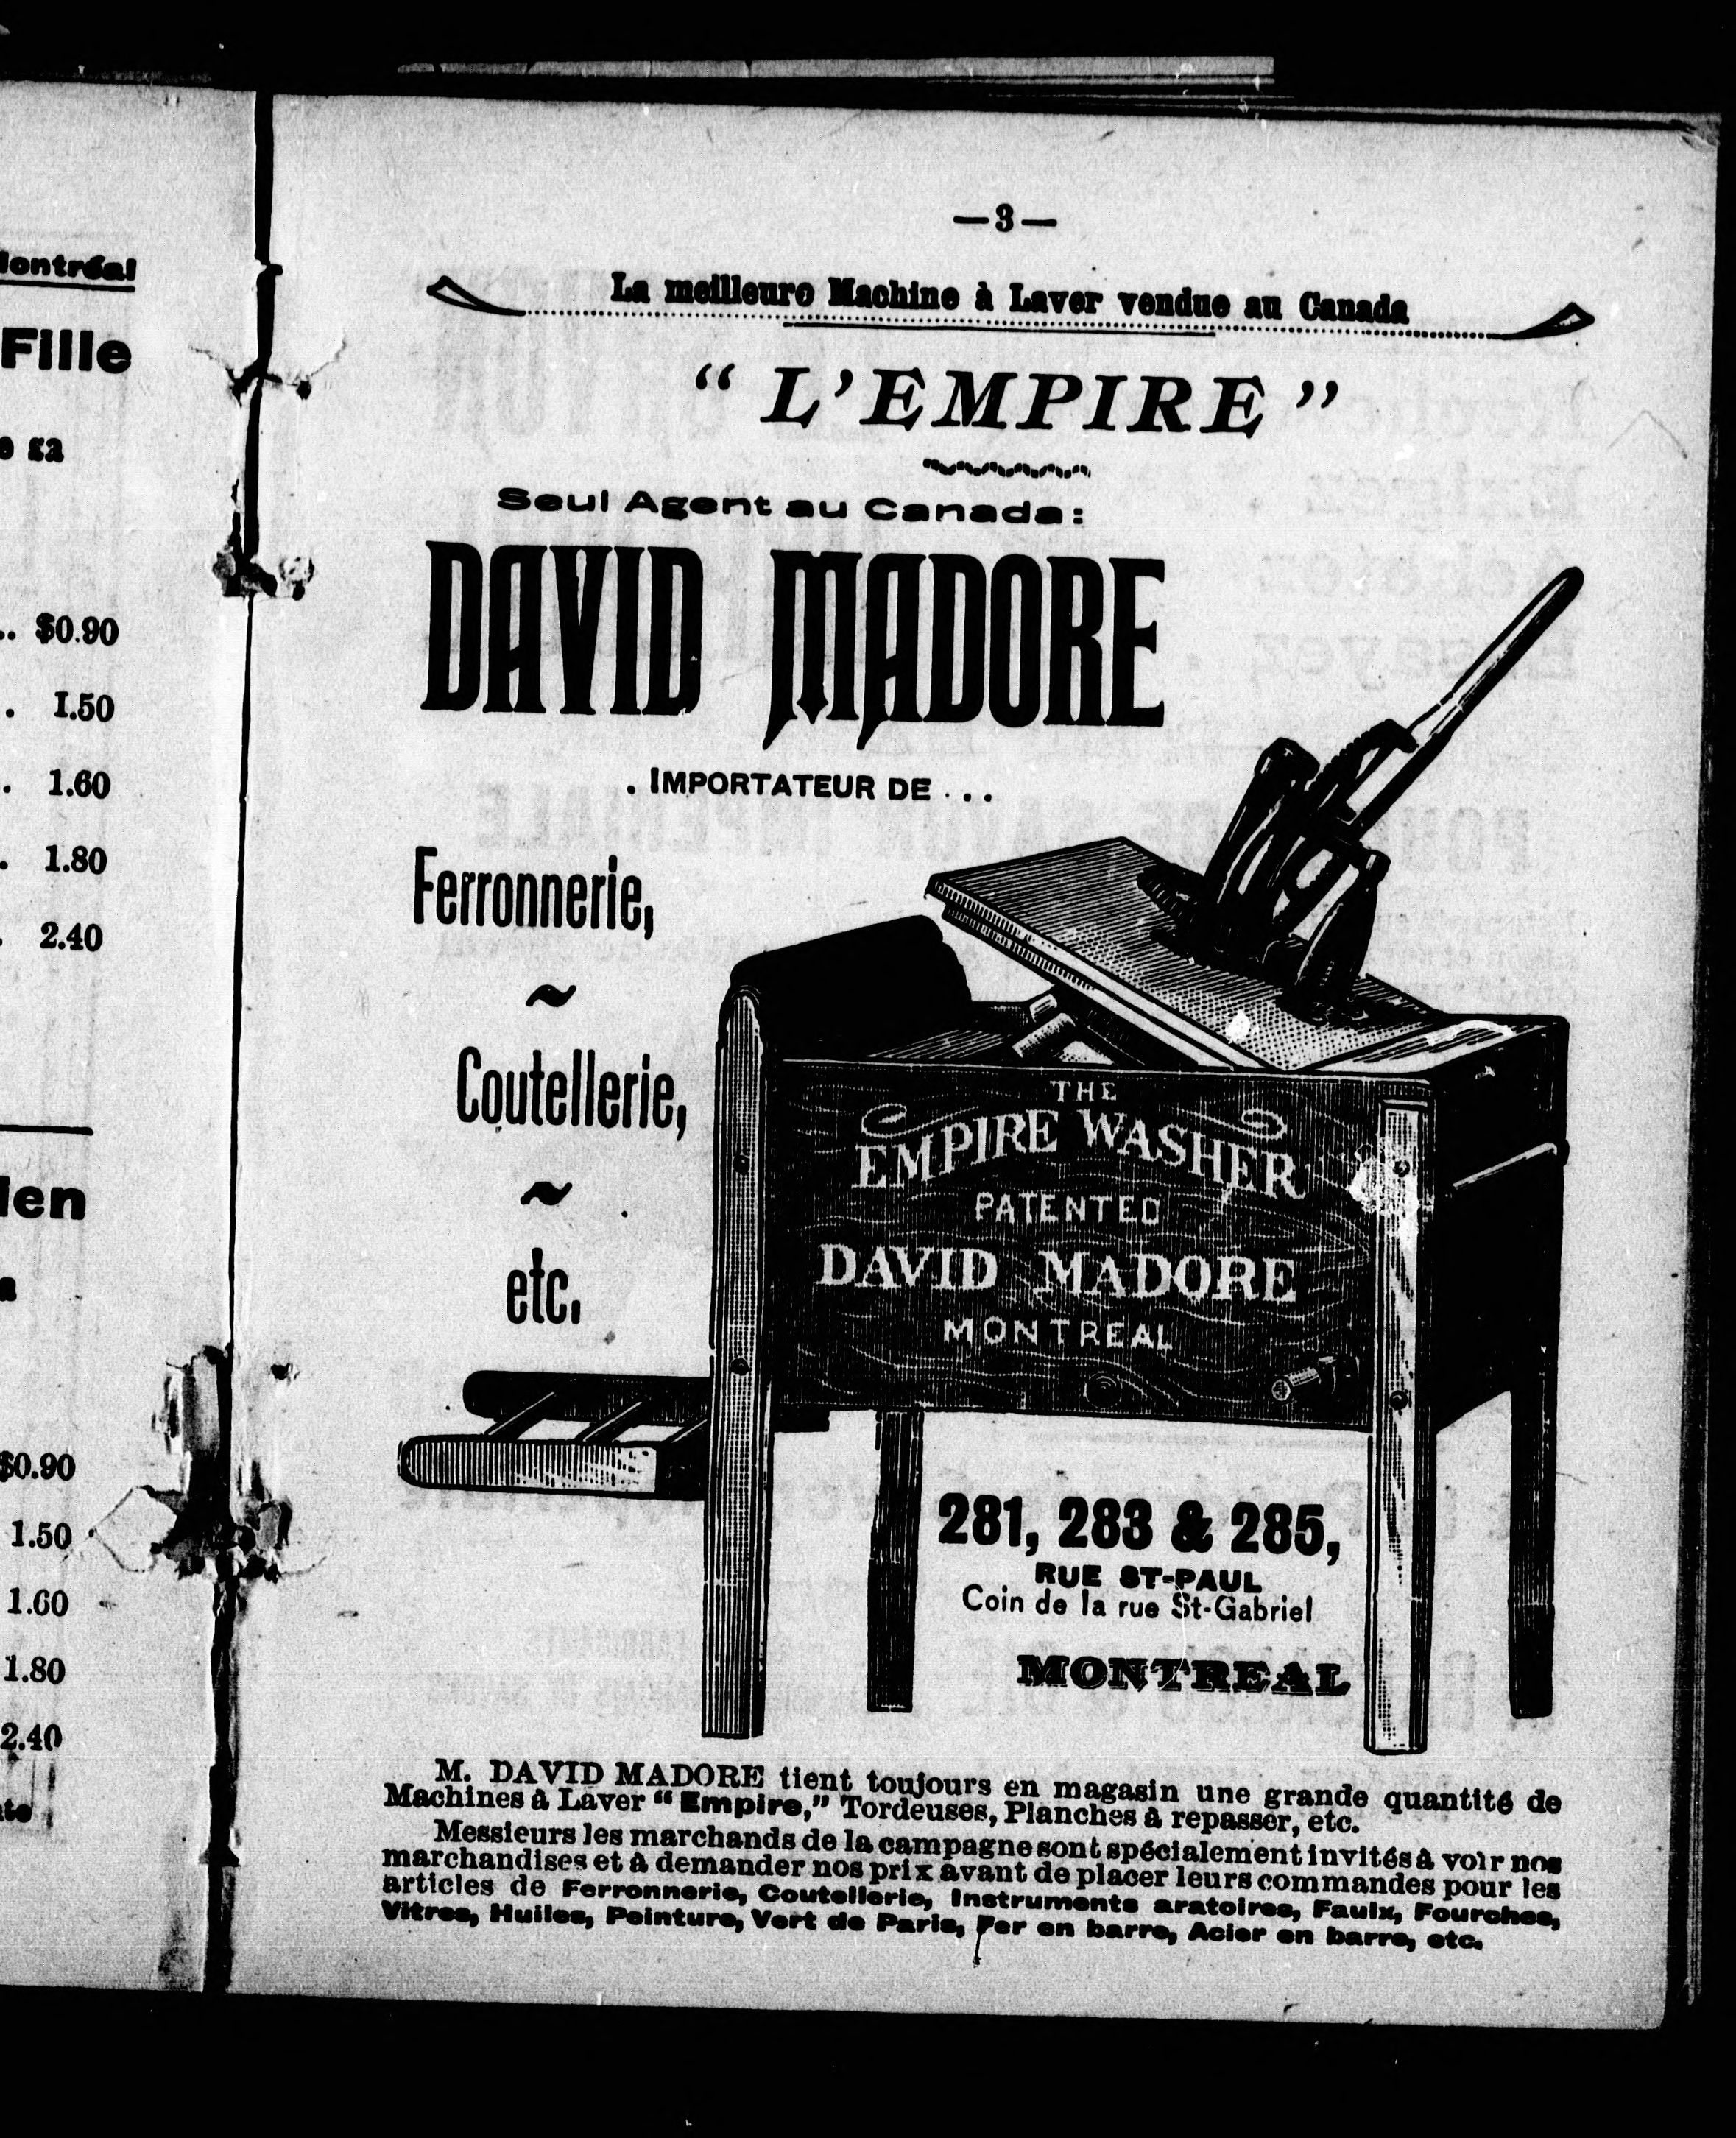 Fille
sa
$0.90
1.50
1.60
1.80
2.40
$0.90
1.50
1.60
1.80
2.40
—3—
La meilleure Machine à Laver vendue au Canada
“ L’EMPIRE ”
Seul Agent au Canada:
DAVID MADORE
. IMPORTATEUR DE . . .
Ferronnerie,
~
Coutellerie,
~
etc.
THE
EMPIRE WASHER
PATENTED
DAVID MADORE
MONTREAL
281, 283 & 285,
RUE ST-PAUL
Coin de la rue St-Gabriel
MONTREAL
M. DAVID MADORE tient toujours en magasin une grande quantité de
Machines à Laver “ Empire,” Tordeuses, Planches à repasser, etc.
Messieurs les marchands de la campagne sont spécialement invités à voir nos
marchandises et à demander nos prix avant de placer leurs commandes pour les
articles de Ferronnerie, Coutellerie, Instruments aratoires, Faulx, Fourches,
Vitres, Huiles, Peinture, Vert de Paris, Fer en barre, Acier en barre, etc.